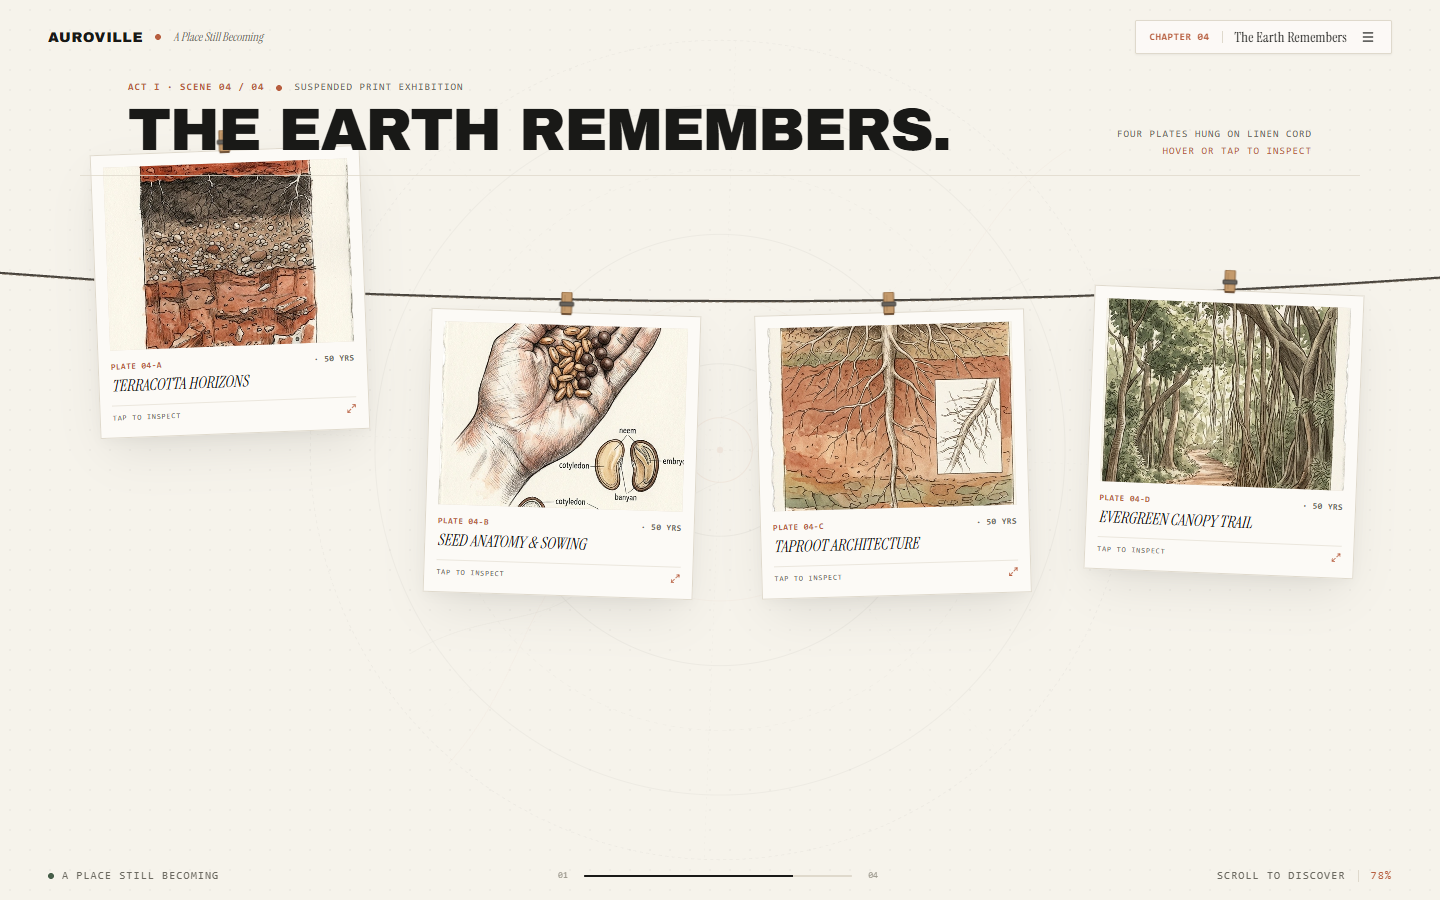 AUROVILLE
A Place Still Becoming
CHAPTER 04
The Earth Remembers
ACT I · SCENE 04 / 04
SUSPENDED PRINT EXHIBITION
THE EARTH REMEMBERS.
FOUR PLATES HUNG ON LINEN CORD
HOVER OR TAP TO INSPECT
PLATE 04-A
· 50 YRS
TERRACOTTA HORIZONS
TAP TO INSPECT
neem
cotyledon
embryo
banyan
cotyledon
PLATE 04-B
· 50 YRS
SEED ANATOMY & SOWING
TAP TO INSPECT
PLATE 04-C
· 50 YRS
TAPROOT ARCHITECTURE
TAP TO INSPECT
PLATE 04-D
· 50 YRS
EVERGREEN CANOPY TRAIL
TAP TO INSPECT
A PLACE STILL BECOMING
01
04
SCROLL TO DISCOVER
78%